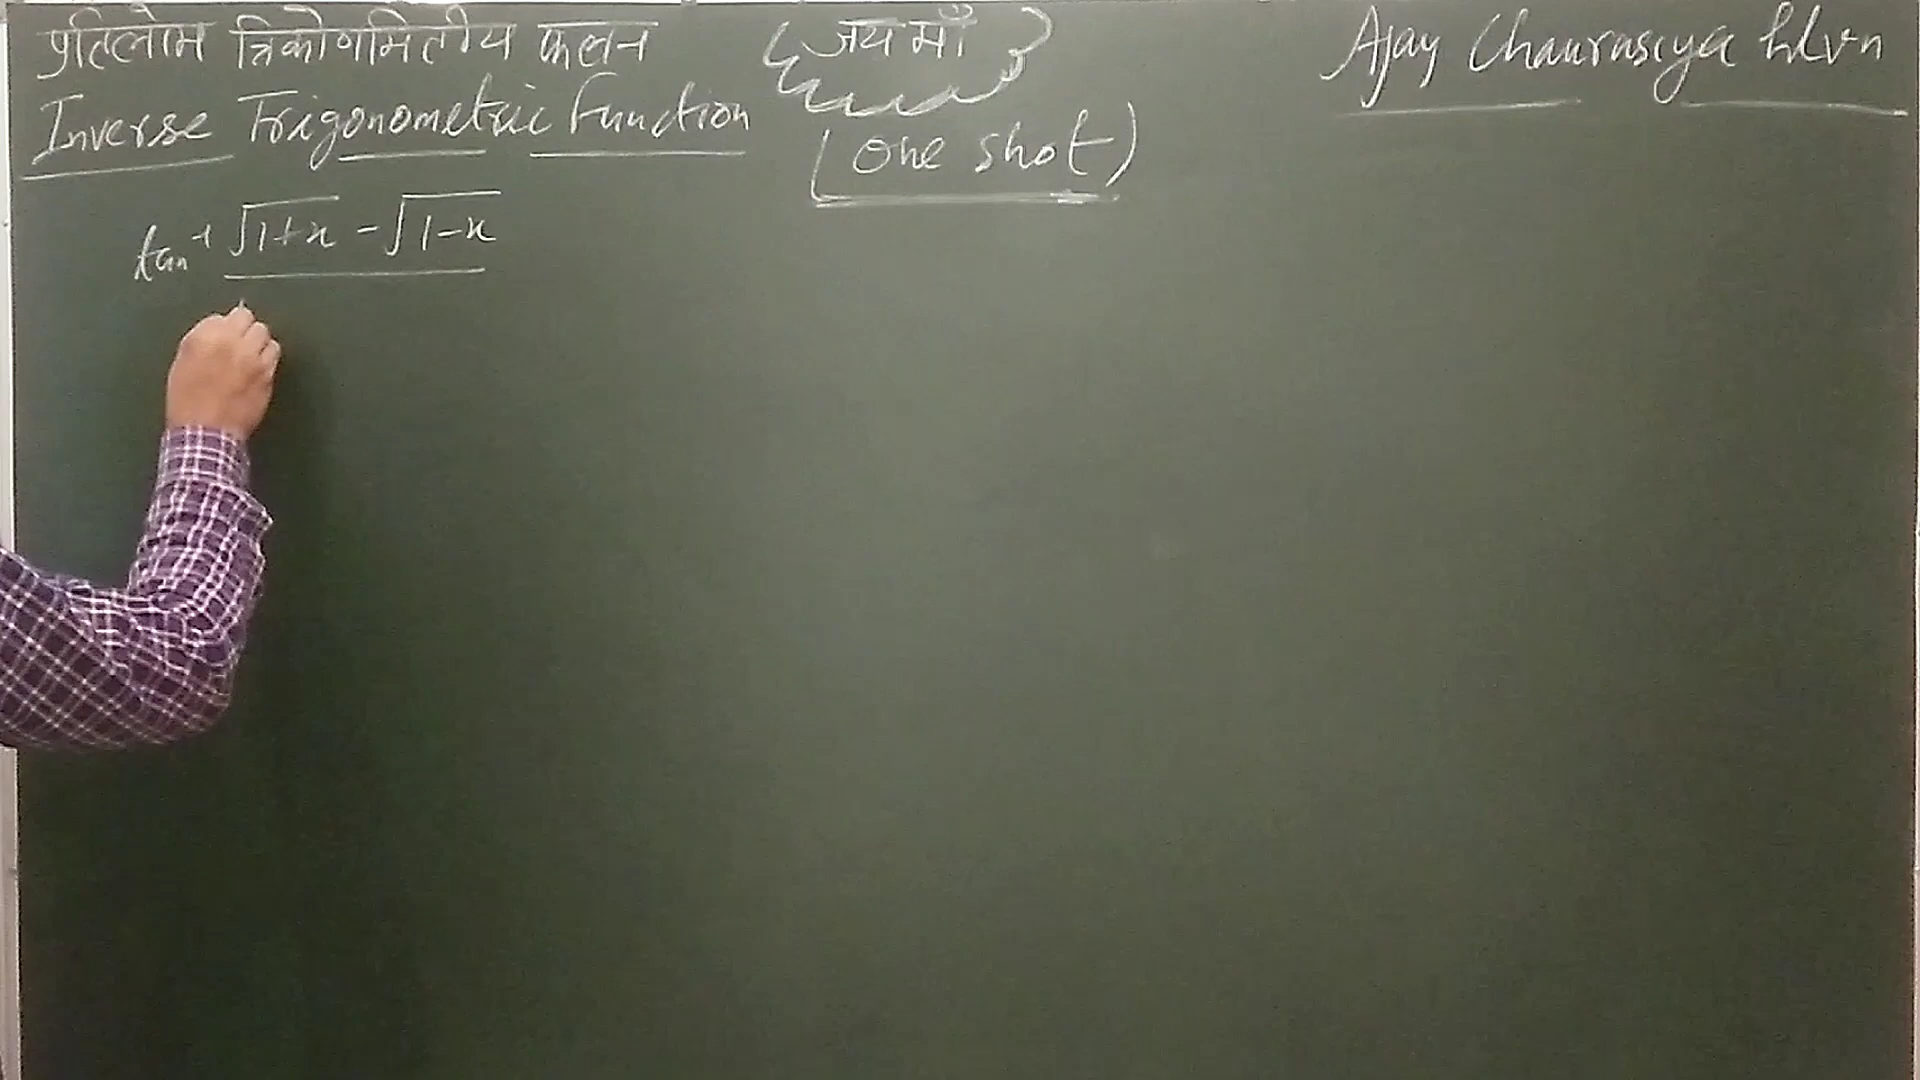 प्रतिलोम त्रिकोणमितीय फलन
{जय माँ}
Ajay Chaurasiya
Inverse Trigonometric Function
(one shot)
tan⁻¹ √1+x - √1-x